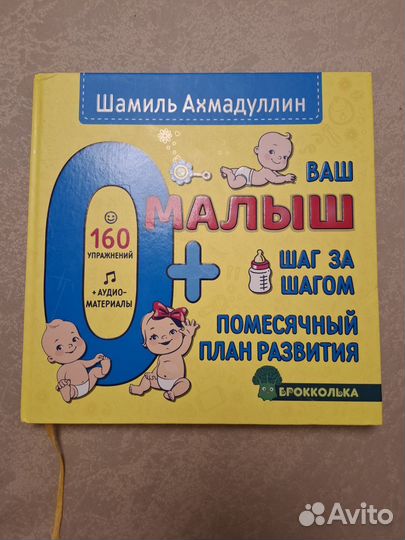 Шамиль Ахмадуллин
0+
ВАШ
МАЛЫШ
ШАГ ЗА
ШАГОМ
ПОМЕСЯЧНЫЙ
ПЛАН РАЗВИТИЯ
160
УПРАЖНЕНИЙ
+ АУДИО-
МАТЕРИАЛЫ
БРОККОЛЬКА
Avito